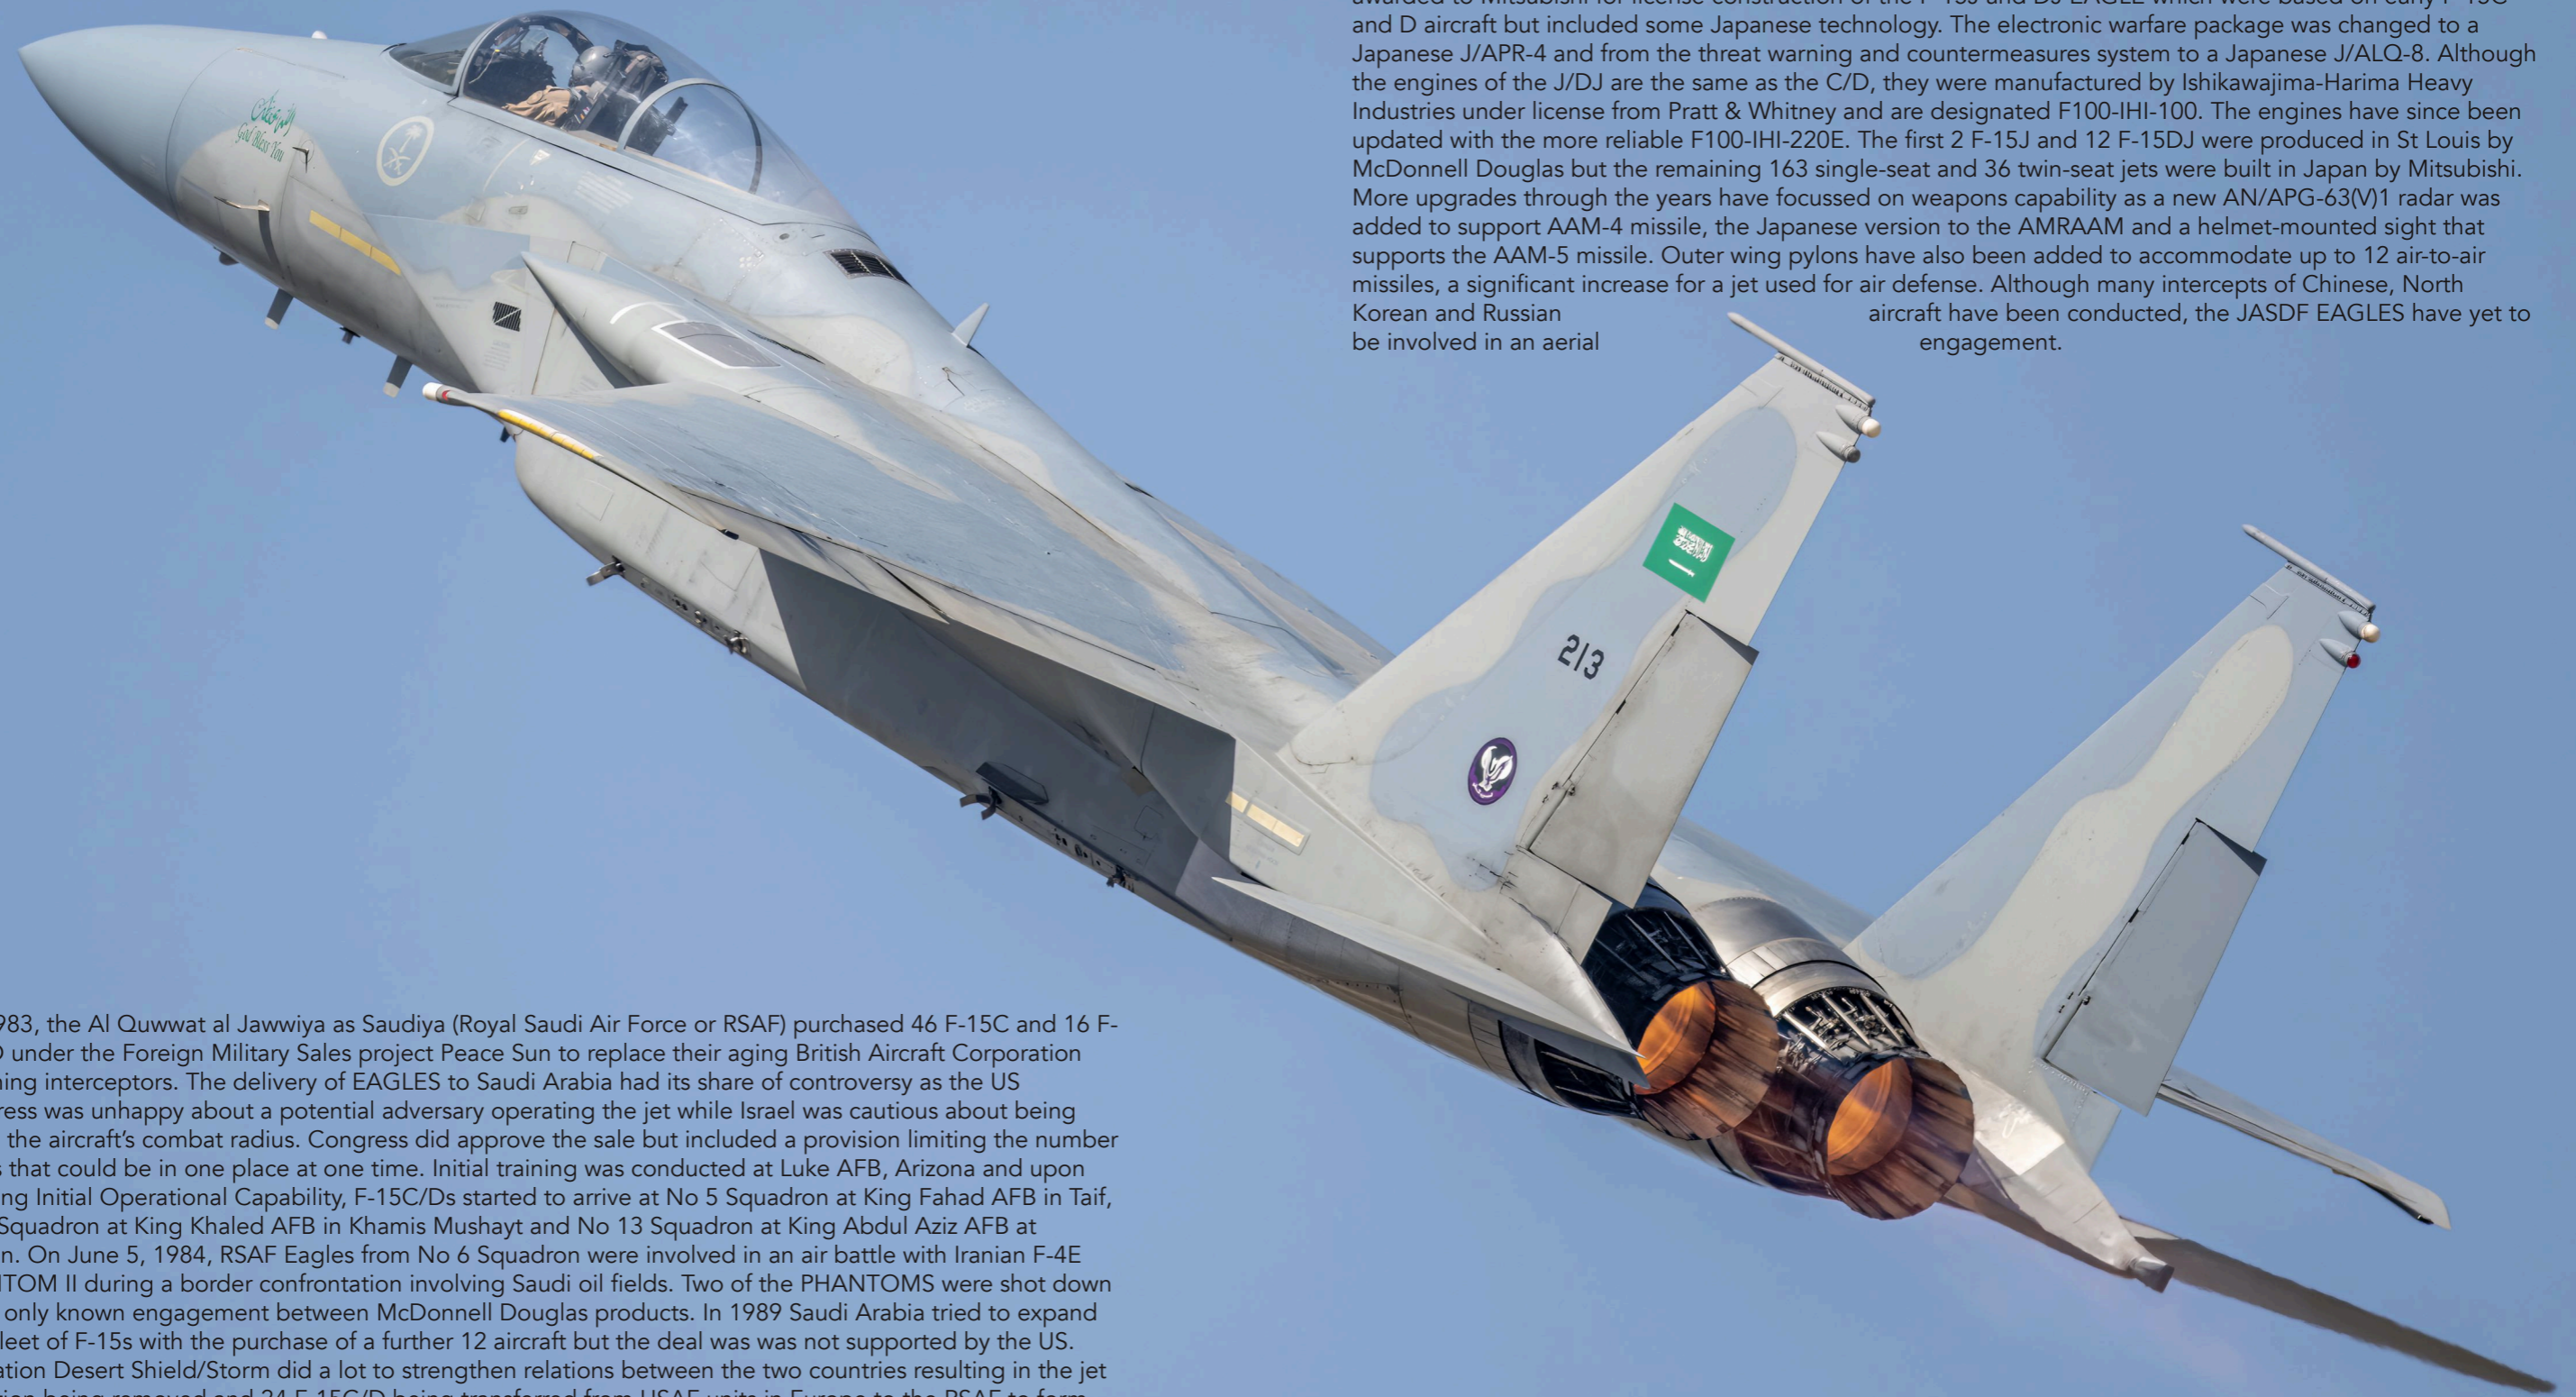 and D aircraft but included some Japanese technology. The electronic warfare package was changed to a
Japanese J/APR-4 and from the threat warning and countermeasures system to a Japanese J/ALQ-8. Although
the engines of the J/DJ are the same as the C/D, they were manufactured by Ishikawajima-Harima Heavy
Industries under license from Pratt & Whitney and are designated F100-IHI-100. The engines have since been
updated with the more reliable F100-IHI-220E. The first 2 F-15J and 12 F-15DJ were produced in St Louis by
McDonnell Douglas but the remaining 163 single-seat and 36 twin-seat jets were built in Japan by Mitsubishi.
More upgrades through the years have focussed on weapons capability as a new AN/APG-63(V)1 radar was
added to support AAM-4 missile, the Japanese version to the AMRAAM and a helmet-mounted sight that
supports the AAM-5 missile. Outer wing pylons have also been added to accommodate up to 12 air-to-air
missiles, a significant increase for a jet used for air defense. Although many intercepts of Chinese, North
Korean and Russian aircraft have been conducted, the JASDF EAGLES have yet to
be involved in an aerial engagement.
God Bless You
213
983, the Al Quwwat al Jawwiya as Saudiya (Royal Saudi Air Force or RSAF) purchased 46 F-15C and 16 F-
under the Foreign Military Sales project Peace Sun to replace their aging British Aircraft Corporation
ning interceptors. The delivery of EAGLES to Saudi Arabia had its share of controversy as the US
ress was unhappy about a potential adversary operating the jet while Israel was cautious about being
the aircraft's combat radius. Congress did approve the sale but included a provision limiting the number
s that could be in one place at one time. Initial training was conducted at Luke AFB, Arizona and upon
ng Initial Operational Capability, F-15C/Ds started to arrive at No 5 Squadron at King Fahad AFB in Taif,
Squadron at King Khaled AFB in Khamis Mushayt and No 13 Squadron at King Abdul Aziz AFB at
n. On June 5, 1984, RSAF Eagles from No 6 Squadron were involved in an air battle with Iranian F-4E
NTOM II during a border confrontation involving Saudi oil fields. Two of the PHANTOMS were shot down
only known engagement between McDonnell Douglas products. In 1989 Saudi Arabia tried to expand
leet of F-15s with the purchase of a further 12 aircraft but the deal was was not supported by the US.
ation Desert Shield/Storm did a lot to strengthen relations between the two countries resulting in the jet